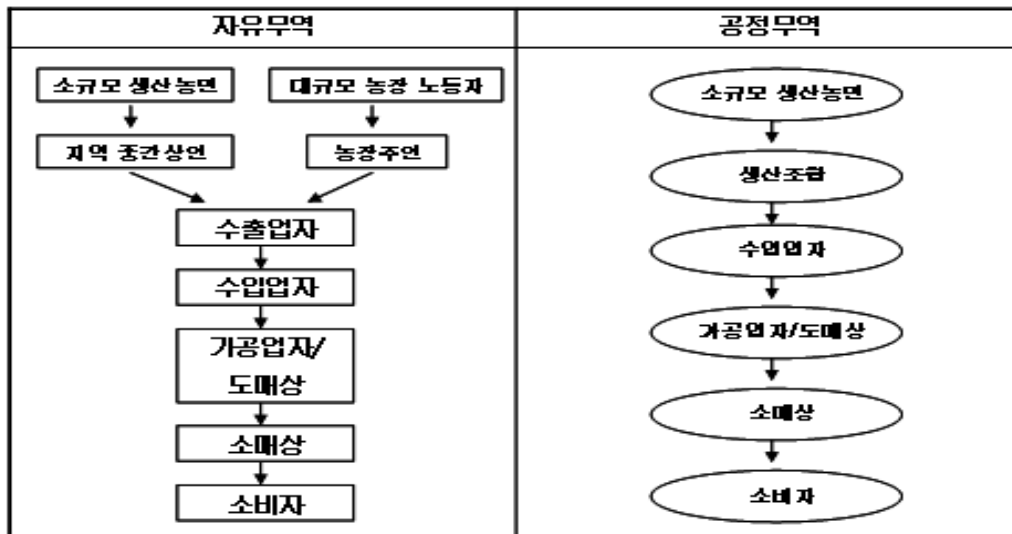 자유무역
공정무역
소규모 생산농민
대규모 농장 노동자
지역 중간상인
농장주인
수출업자
수입업자
가공업자/
도매상
소매상
소비자
소규모 생산농민
생산조합
수입업자
가공업자/도매상
소매상
소비자